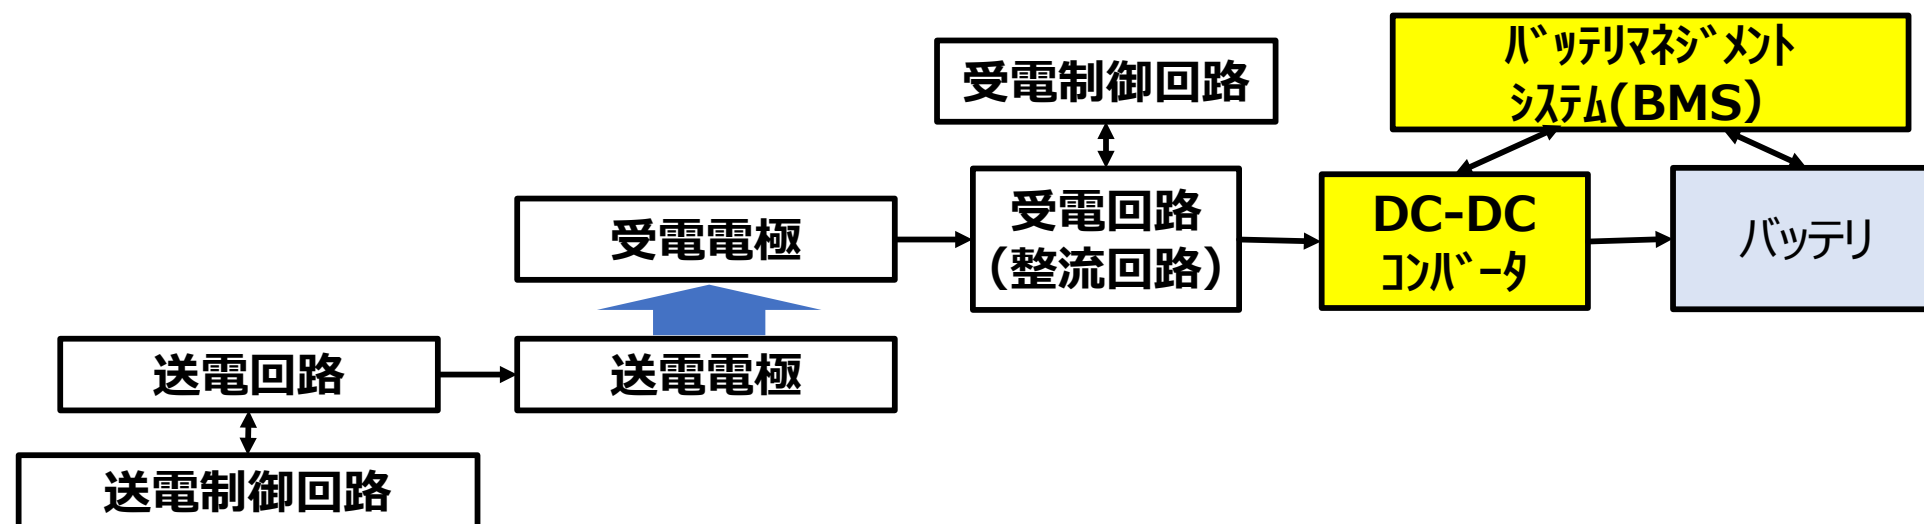 バッテリマネジメント
システム(BMS)
受電制御回路
受電電極
受電回路
(整流回路)
DC-DC
コンバータ
バッテリ
送電回路
送電電極
送電制御回路